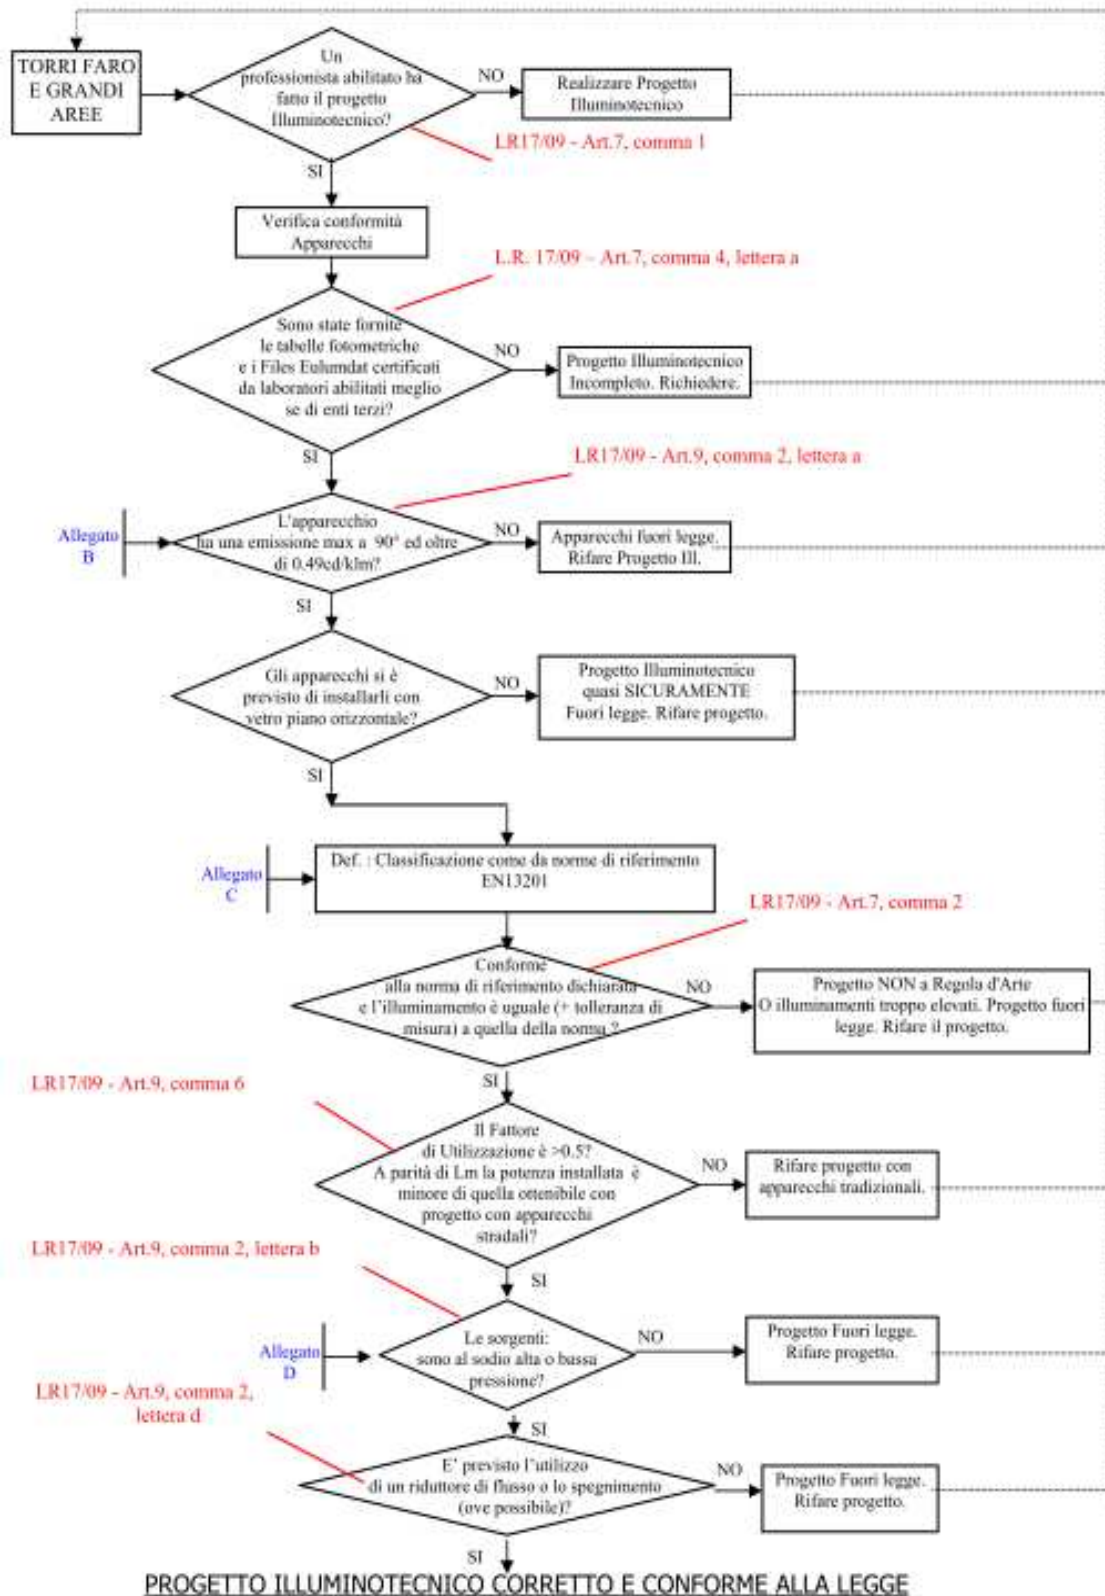 TORRI FARO
E GRANDI
AREE
Un
professionista abilitato ha
fatto il progetto
Illuminotecnico?
NO
Realizzare Progetto
Illuminotecnico
LR17/09 - Art.7, comma 1
SI
Verifica conformità
Apparecchi
L.R. 17/09 – Art.7, comma 4, lettera a
Sono state fornite
le tabelle fotometriche
e i Files Eulumdat certificati
da laboratori abilitati meglio
se di enti terzi?
NO
Progetto Illuminotecnico
Incompleto. Richiedere.
SI
LR17/09 - Art.9, comma 2, lettera a
Allegato
B
L'apparecchio
ha una emissione max a 90° ed oltre
di 0.49cd/klm?
NO
Apparecchi fuori legge.
Rifare Progetto Ill.
SI
Gli apparecchi si è
previsto di installarli con
vetro piano orizzontale?
NO
Progetto Illuminotecnico
quasi SICURAMENTE
Fuori legge. Rifare progetto.
SI
Allegato
C
Def. : Classificazione come da norme di riferimento
EN13201
LR17/09 - Art.7, comma 2
Conforme
alla norma di riferimento dichiarata
e l'illuminamento è uguale (+ tolleranza di
misura) a quella della norma ?
NO
Progetto NON a Regola d'Arte
O illuminamenti troppo elevati. Progetto fuori
legge. Rifare il progetto.
SI
LR17/09 - Art.9, comma 6
Il Fattore
di Utilizzazione è >0.5?
A parità di Lm la potenza installata è
minore di quella ottenibile con
progetto con apparecchi
stradali?
NO
Rifare progetto con
apparecchi tradizionali.
LR17/09 - Art.9, comma 2, lettera b
SI
Allegato
D
Le sorgenti:
sono al sodio alta o bassa
pressione?
NO
Progetto Fuori legge.
Rifare progetto.
LR17/09 - Art.9, comma 2,
lettera d
SI
E' previsto l'utilizzo
di un riduttore di flusso o lo spegnimento
(ove possibile)?
NO
Progetto Fuori legge.
Rifare progetto.
SI
PROGETTO ILLUMINOTECNICO CORRETTO E CONFORME ALLA LEGGE